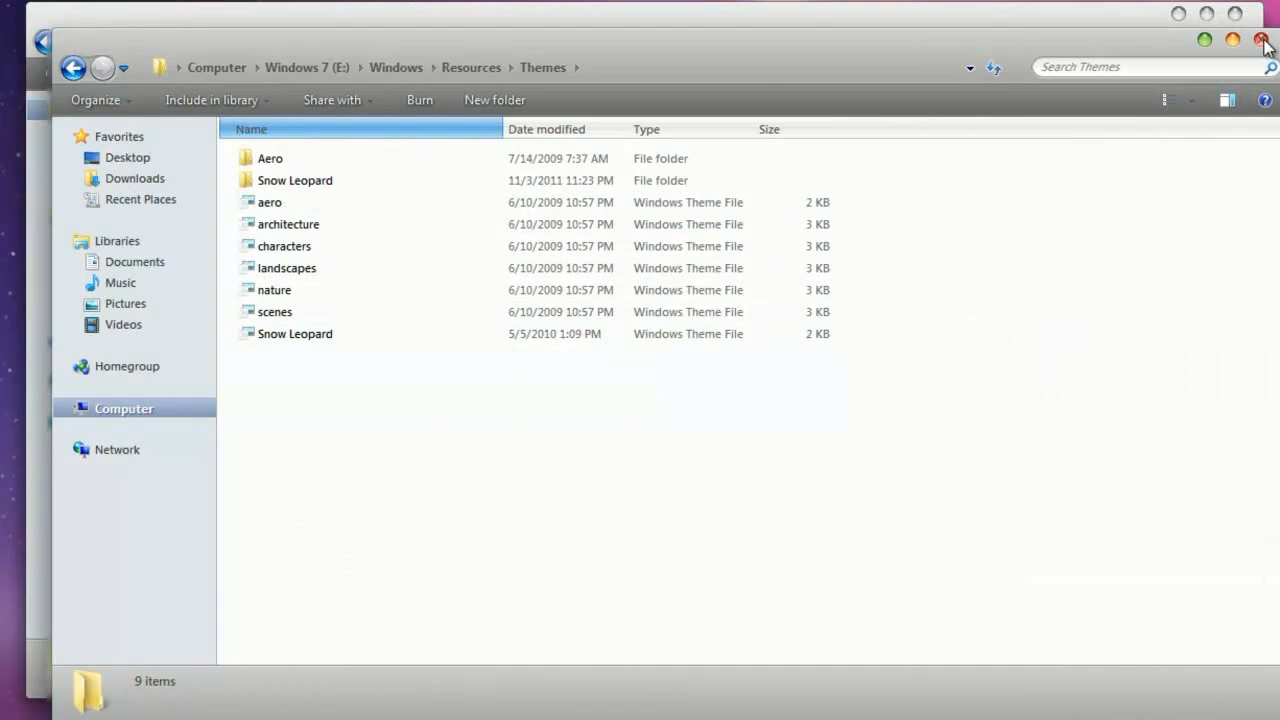 Computer Windows 7 (E:) Windows Resources Themes Search Themes
Organize Include in library Share with Burn New folder
Favorites
Desktop
Downloads
Recent Places
Libraries
Documents
Music
Pictures
Videos
Homegroup
Computer
Network
Name Date modified Type Size
Aero 7/14/2009 7:37 AM File folder
Snow Leopard 11/3/2011 11:23 PM File folder
aero 6/10/2009 10:57 PM Windows Theme File 2 KB
architecture 6/10/2009 10:57 PM Windows Theme File 3 KB
characters 6/10/2009 10:57 PM Windows Theme File 3 KB
landscapes 6/10/2009 10:57 PM Windows Theme File 3 KB
nature 6/10/2009 10:57 PM Windows Theme File 3 KB
scenes 6/10/2009 10:57 PM Windows Theme File 3 KB
Snow Leopard 5/5/2010 1:09 PM Windows Theme File 2 KB
9 items